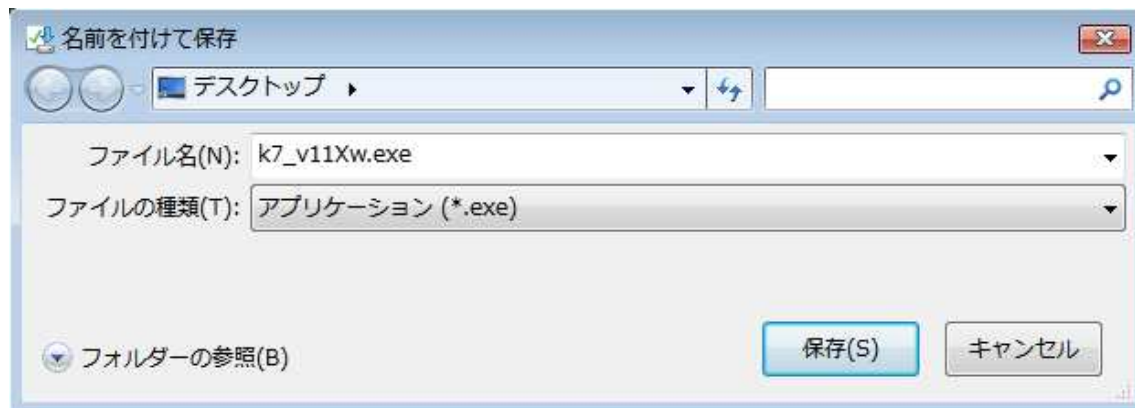 名前を付けて保存
デスクトップ
ファイル名(N): k7_v11Xw.exe
ファイルの種類(T): アプリケーション (*.exe)
フォルダーの参照(B)
保存(S)
キャンセル